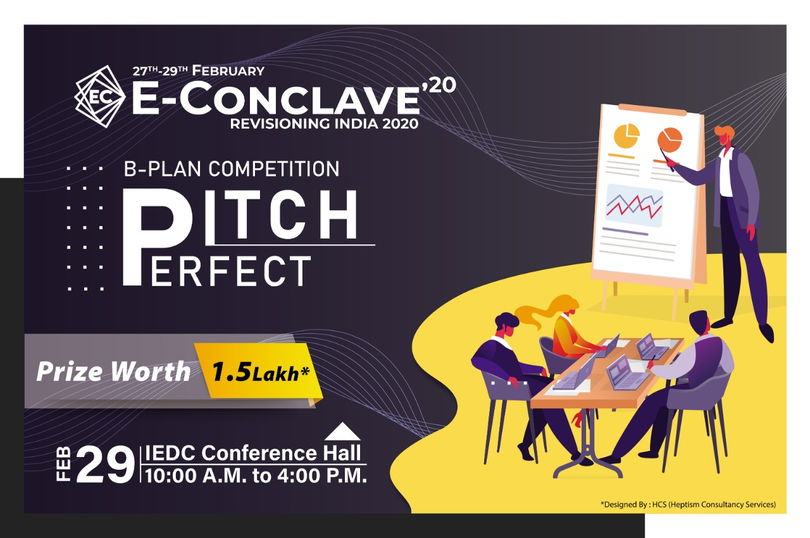 EC
27TH-29TH FEBRUARY
E-CONCLAVE'20
REVISIONING INDIA 2020
B-PLAN COMPETITION
PITCH
PERFECT
Prize Worth 1.5Lakh*
FEB 29
IEDC Conference Hall
10:00 A.M. to 4:00 P.M.
*Designed By : HCS (Heptism Consultancy Services)